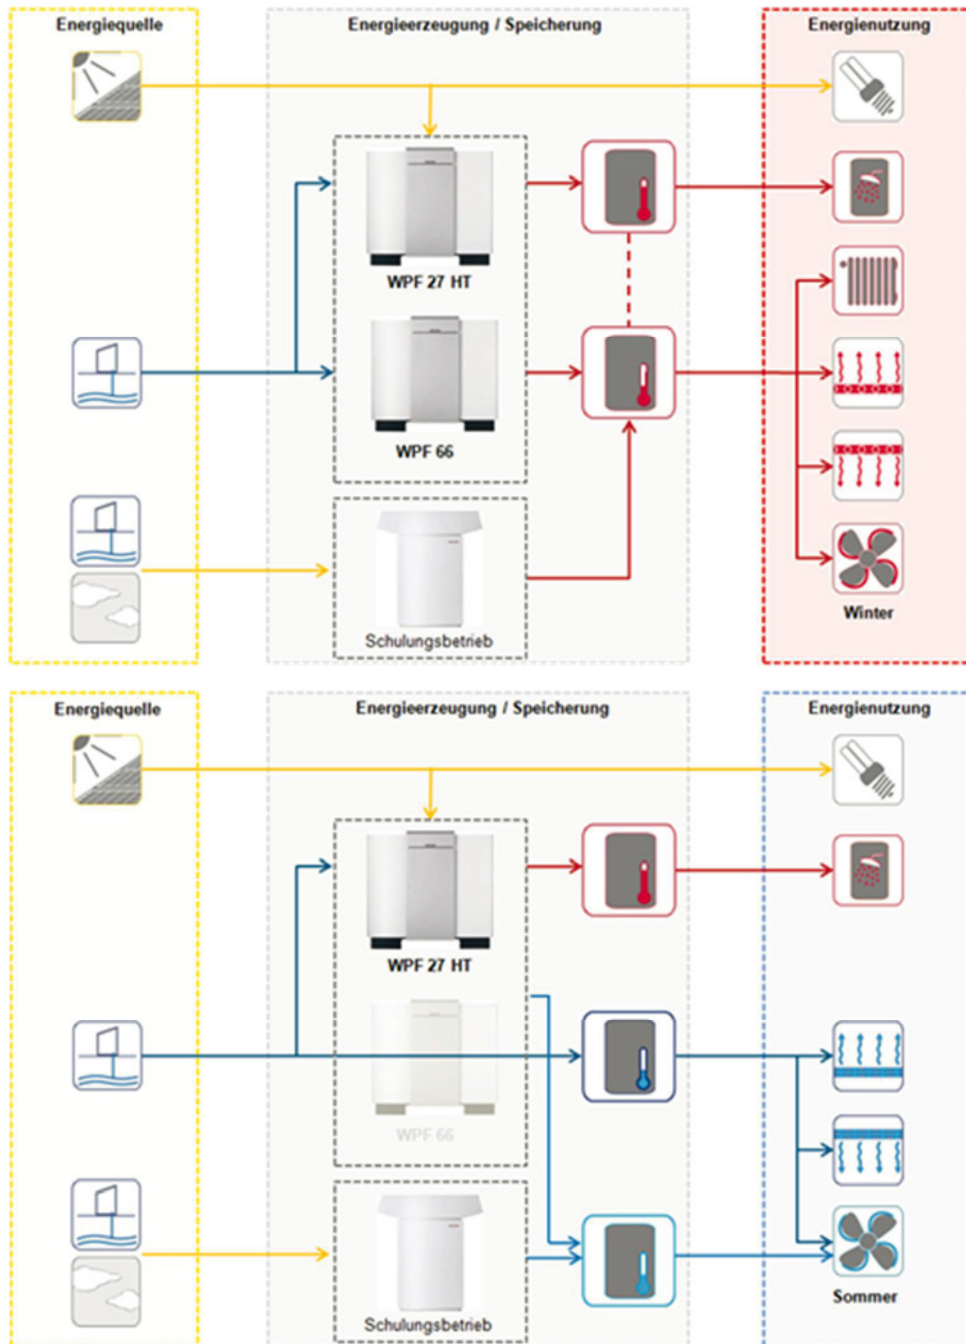 Energiequelle
Energieerzeugung / Speicherung
Energienutzung
WPF 27 HT
WPF 66
Schulungsbetrieb
Winter
Energiequelle
Energieerzeugung / Speicherung
Energienutzung
WPF 27 HT
WPF 66
Schulungsbetrieb
Sommer